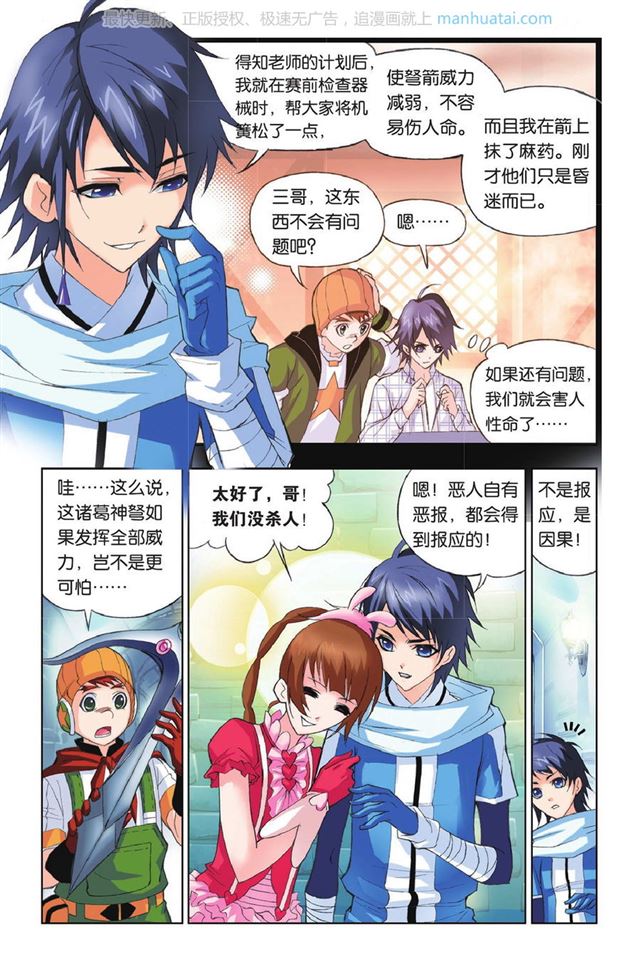 最快更新、正版授权、极速无广告，追漫画就上 manhuatai.com
得知老师的计划后，
我就在赛前检查器
械时，帮大家将机
簧松了一点，
使弩箭威力
减弱，不容
易伤人命。
而且我在箭上
抹了麻药。刚
才他们只是昏
迷而已。
三哥，这东
西不会有问
题吧？
嗯……
如果还有问题，
我们就会害人
性命了……
哇……这么说，
这诸葛神弩如
果发挥全部威
力，岂不是更
可怕……
太好了，哥！
我们没杀人！
嗯！恶人自有
恶报，都会得
到报应的！
不是报
应，是
因果！